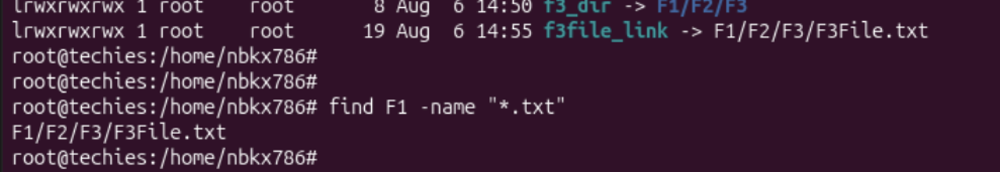 lrwxrwxrwx 1 root root 8 Aug 6 14:50 f3_dir -> F1/F2/F3
lrwxrwxrwx 1 root root 19 Aug 6 14:55 f3file_link -> F1/F2/F3/F3File.txt
root@techies:/home/nbkx786#
root@techies:/home/nbkx786#
root@techies:/home/nbkx786# find F1 -name "*.txt"
F1/F2/F3/F3File.txt
root@techies:/home/nbkx786#